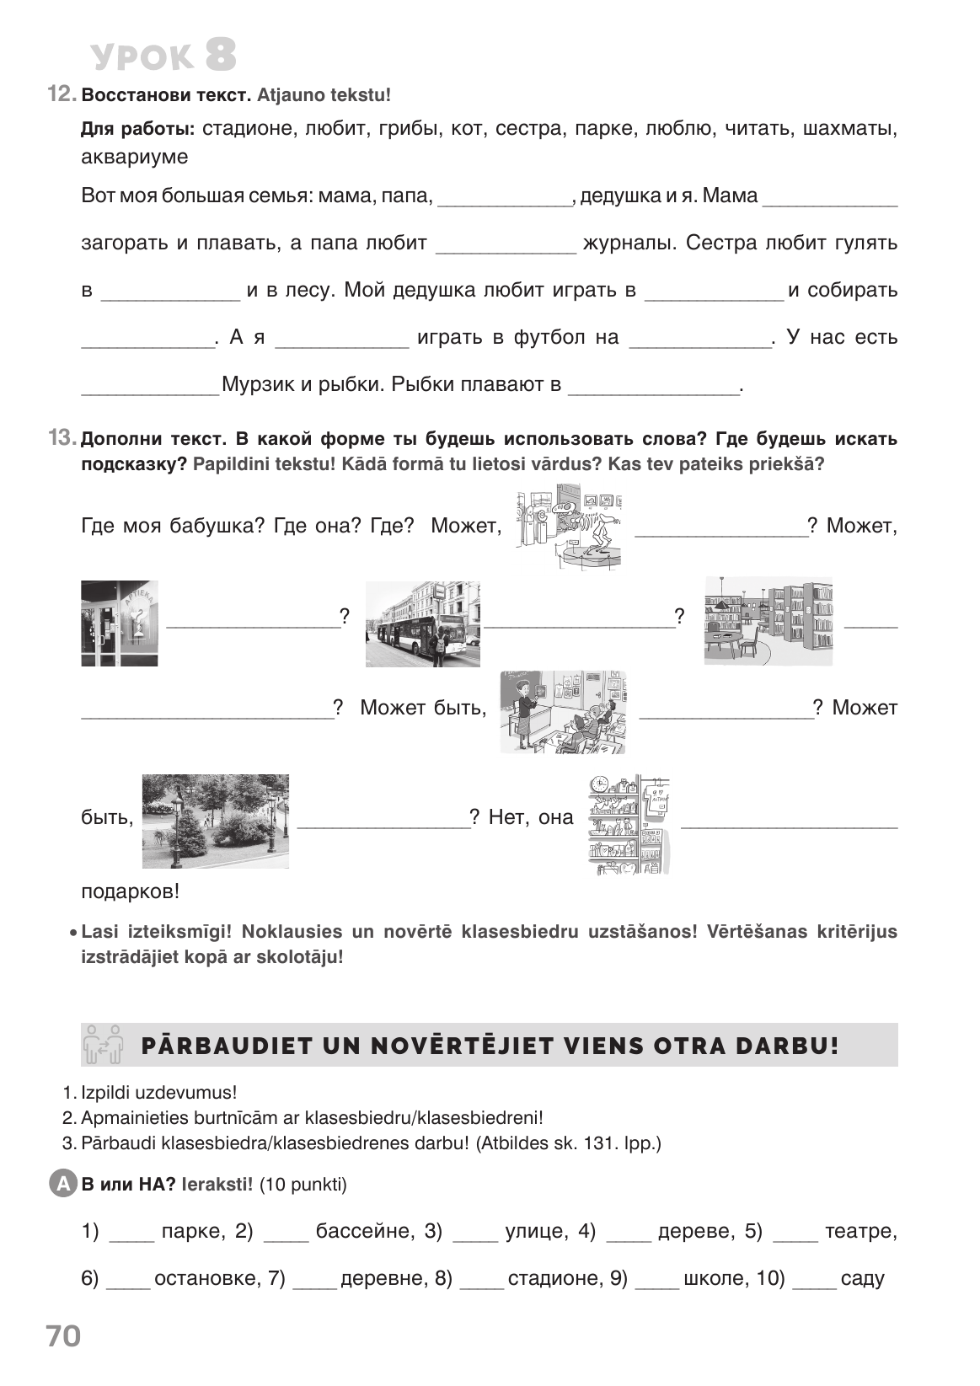 УРОК 8
12. Восстанови текст. Atjauno tekstu!
Для работы: стадионе, любит, грибы, кот, сестра, парке, люблю, читать, шахматы,
аквариуме
Вот моя большая семья: мама, папа, ____________, дедушка и я. Мама ____________
загорать и плавать, а папа любит ____________ журналы. Сестра любит гулять
в ____________ и в лесу. Мой дедушка любит играть в ____________ и собирать
____________. А я ____________ играть в футбол на ____________. У нас есть
____________ Мурзик и рыбки. Рыбки плавают в _______________.
13. Дополни текст. В какой форме ты будешь использовать слова? Где будешь искать
подсказку? Papildini tekstu! Kādā formā tu lietosi vārdus? Kas tev pateiks priekšā?
Где моя бабушка? Где она? Где? Может, _______________? Может,
APTIEKA
_______________? ________________? _____
______________________? Может быть, _______________? Может
быть, _______________? Нет, она ___________________
подарков!
• Lasi izteiksmīgi! Noklausies un novērtē klasesbiedru uzstāšanos! Vērtēšanas kritērijus
izstrādājiet kopā ar skolotāju!
PĀRBAUDIET UN NOVĒRTĒJIET VIENS OTRA DARBU!
1. Izpildi uzdevumus!
2. Apmainieties burtnīcām ar klasesbiedru/klasesbiedreni!
3. Pārbaudi klasesbiedra/klasesbiedrenes darbu! (Atbildes sk. 131. lpp.)
A В или НА? Ieraksti! (10 punkti)
1) ____ парке, 2) ____ бассейне, 3) ____ улице, 4) ____ дереве, 5) ____ театре,
6) ____ остановке, 7) ____ деревне, 8) ____ стадионе, 9) ____ школе, 10) ____ саду
70